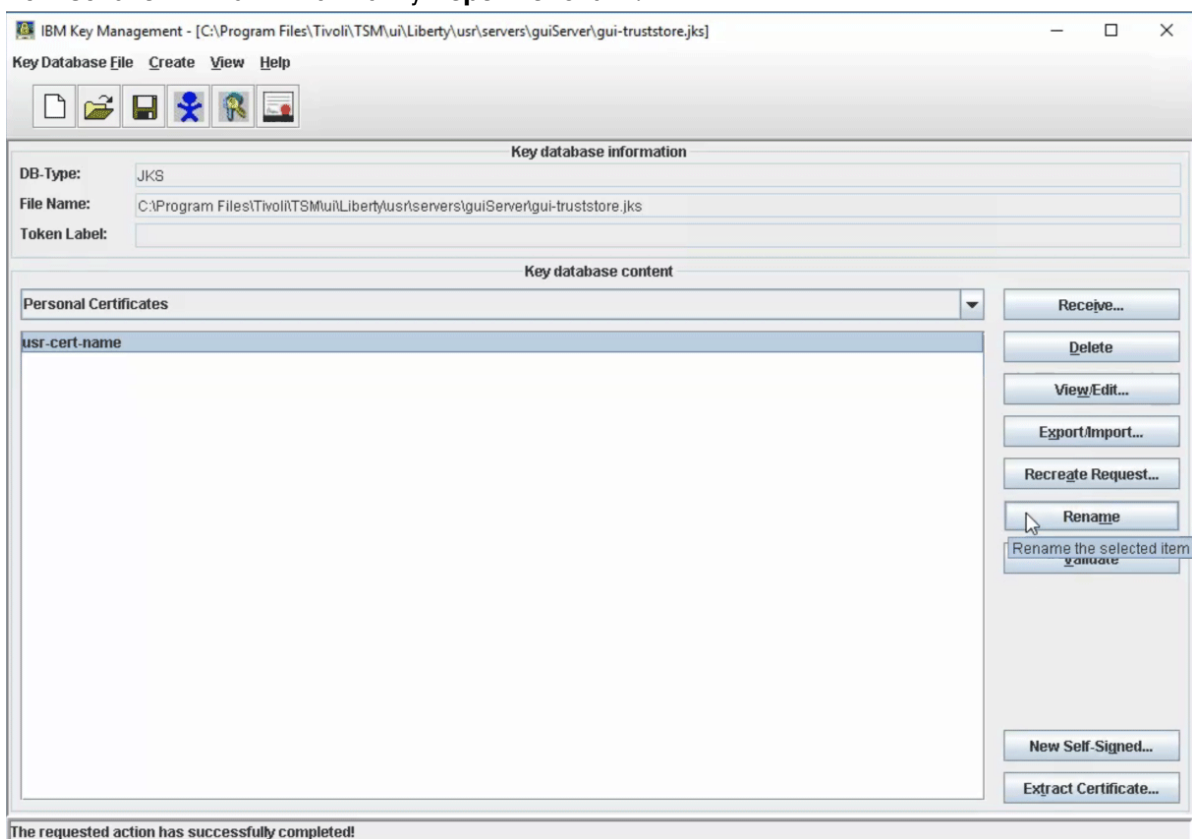 IBM Key Management - [C:\Program Files\Tivoli\TSM\ui\Liberty\usr\servers\guiServer\gui-truststore.jks]
Key Database File Create View Help
Key database information
DB-Type: JKS
File Name: C:\Program Files\Tivoli\TSM\ui\Liberty\usr\servers\guiServer\gui-truststore.jks
Token Label:
Key database content
Personal Certificates
Receive...
usr-cert-name
Delete
View/Edit...
Export/Import...
Recreate Request...
Rename
Rename the selected item
Validate
New Self-Signed...
Extract Certificate...
The requested action has successfully completed!